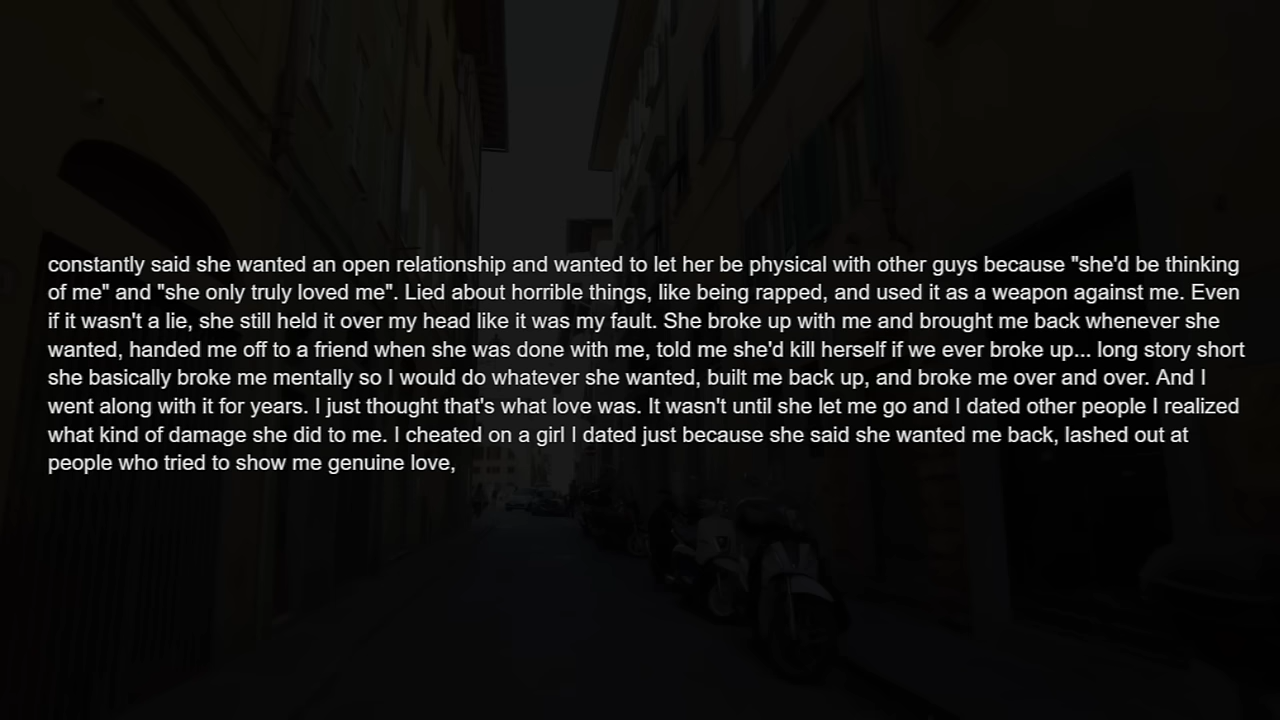 constantly said she wanted an open relationship and wanted to let her be physical with other guys because "she'd be thinking
of me" and "she only truly loved me". Lied about horrible things, like being rapped, and used it as a weapon against me. Even
if it wasn't a lie, she still held it over my head like it was my fault. She broke up with me and brought me back whenever she
wanted, handed me off to a friend when she was done with me, told me she'd kill herself if we ever broke up... long story short
she basically broke me mentally so I would do whatever she wanted, built me back up, and broke me over and over. And I
went along with it for years. I just thought that's what love was. It wasn't until she let me go and I dated other people I realized
what kind of damage she did to me. I cheated on a girl I dated just because she said she wanted me back, lashed out at
people who tried to show me genuine love,